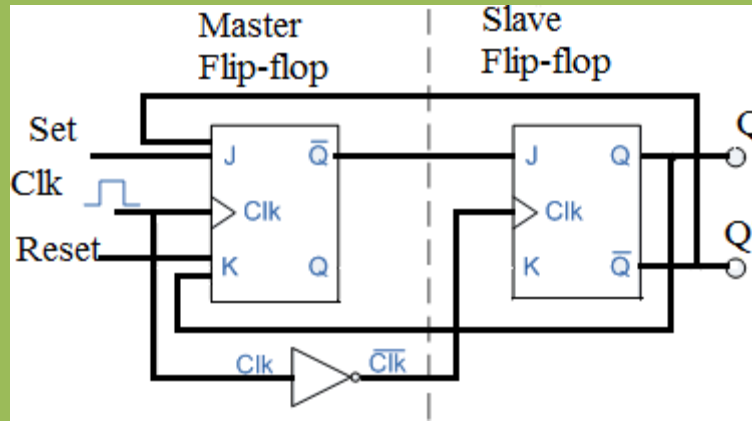 Master
Flip-flop
Slave
Flip-flop
Set
J
Q̅
J
Q
Q
Clk
Clk
Clk
Reset
K
Q
K
Q̅
Q
Clk
C̅l̅k̅